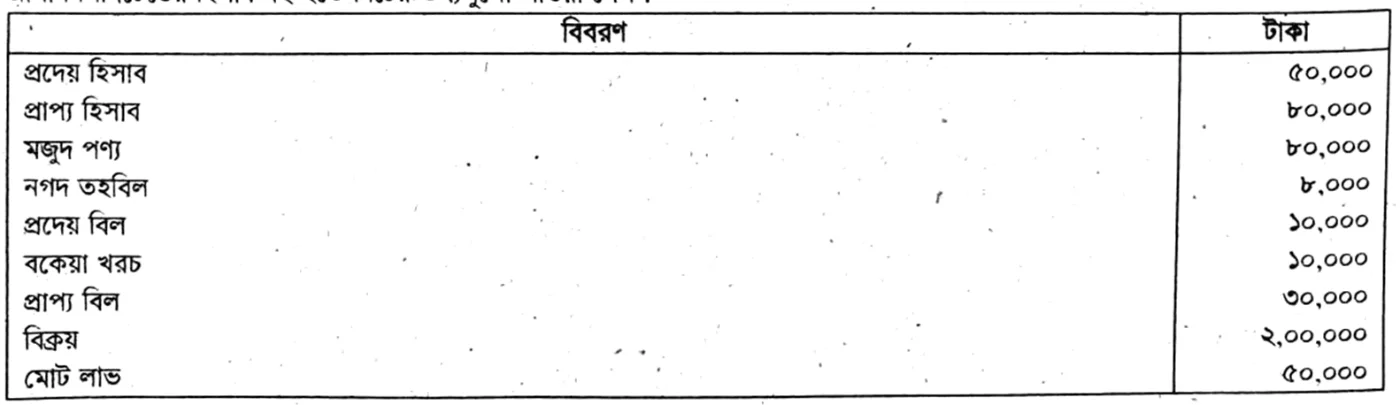 বিবরণ টাকা
প্রদেয় হিসাব ৫০,০০০
প্রাপ্য হিসাব ৮০,০০০
মজুদ পণ্য ৮০,০০০
নগদ তহবিল ৮,০০০
প্রদেয় বিল ১০,০০০
বকেয়া খরচ ১০,০০০
প্রাপ্য বিল ৩০,০০০
বিক্রয় ২,০০,০০০
মোট লাভ ৫০,০০০